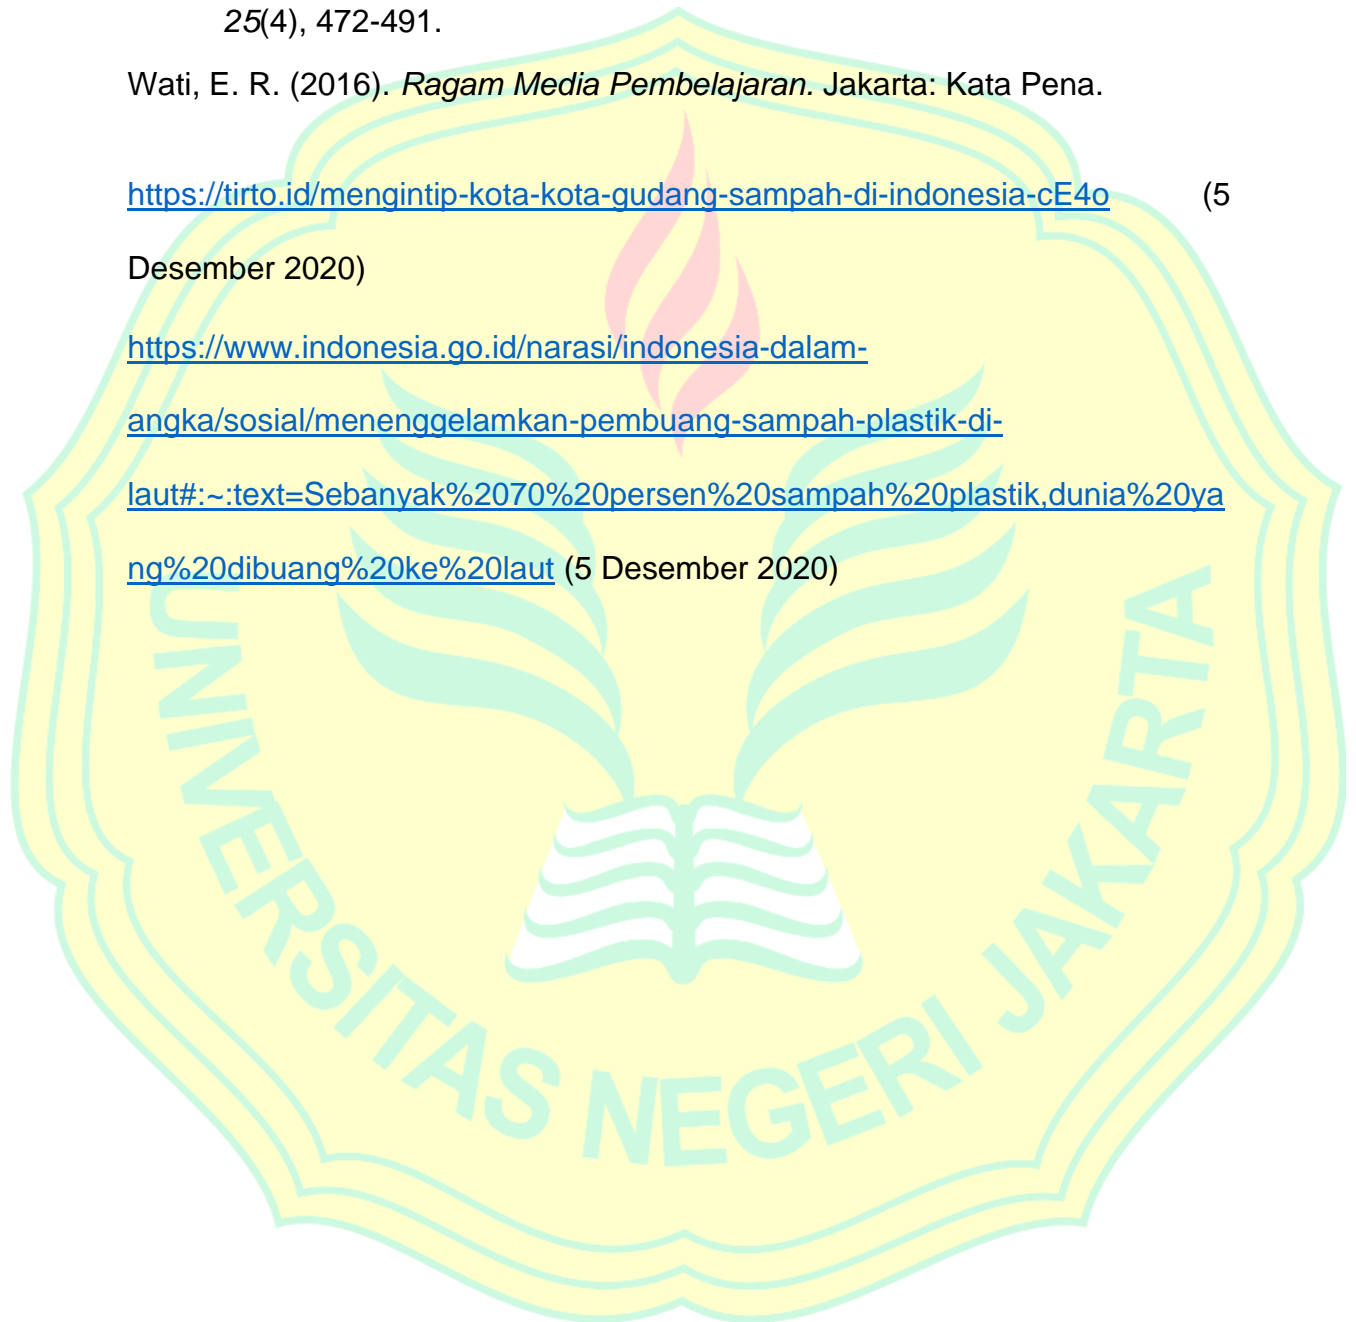 25(4), 472-491.
Wati, E. R. (2016). Ragam Media Pembelajaran. Jakarta: Kata Pena.
https://tirto.id/mengintip-kota-kota-gudang-sampah-di-indonesia-cE4o (5
Desember 2020)
https://www.indonesia.go.id/narasi/indonesia-dalam-
angka/sosial/menenggelamkan-pembuang-sampah-plastik-di-
laut#:~:text=Sebanyak%2070%20persen%20sampah%20plastik,dunia%20ya
ng%20dibuang%20ke%20laut (5 Desember 2020)
UNIVERSITAS NEGERI JAKARTA